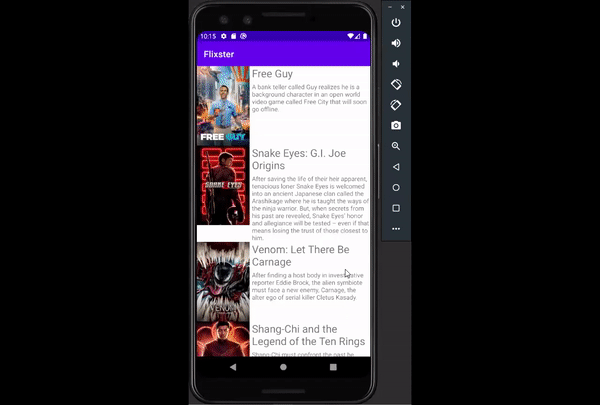 10:15
Flixster
Free Guy
A bank teller called Guy realizes he is a
background character in an open world
video game called Free City that will soon
go offline.
FREE GUY
Snake Eyes: G.I. Joe
Origins
After saving the life of their heir apparent,
tenacious loner Snake Eyes is welcomed
into an ancient Japanese clan called the
Arashikage where he is taught the ways of
the ninja warrior. But, when secrets from
his past are revealed, Snake Eyes' honor
and allegiance will be tested – even if that
means losing the trust of those closest to
him.
SNAKE EYES
Venom: Let There Be
Carnage
After finding a host body in investigative
reporter Eddie Brock, the alien symbiote
must face a new enemy, Carnage, the
alter ego of serial killer Cletus Kasady
VENOM
Shang-Chi and the
Legend of the Ten Rings
Shang-Chi must confront the past he